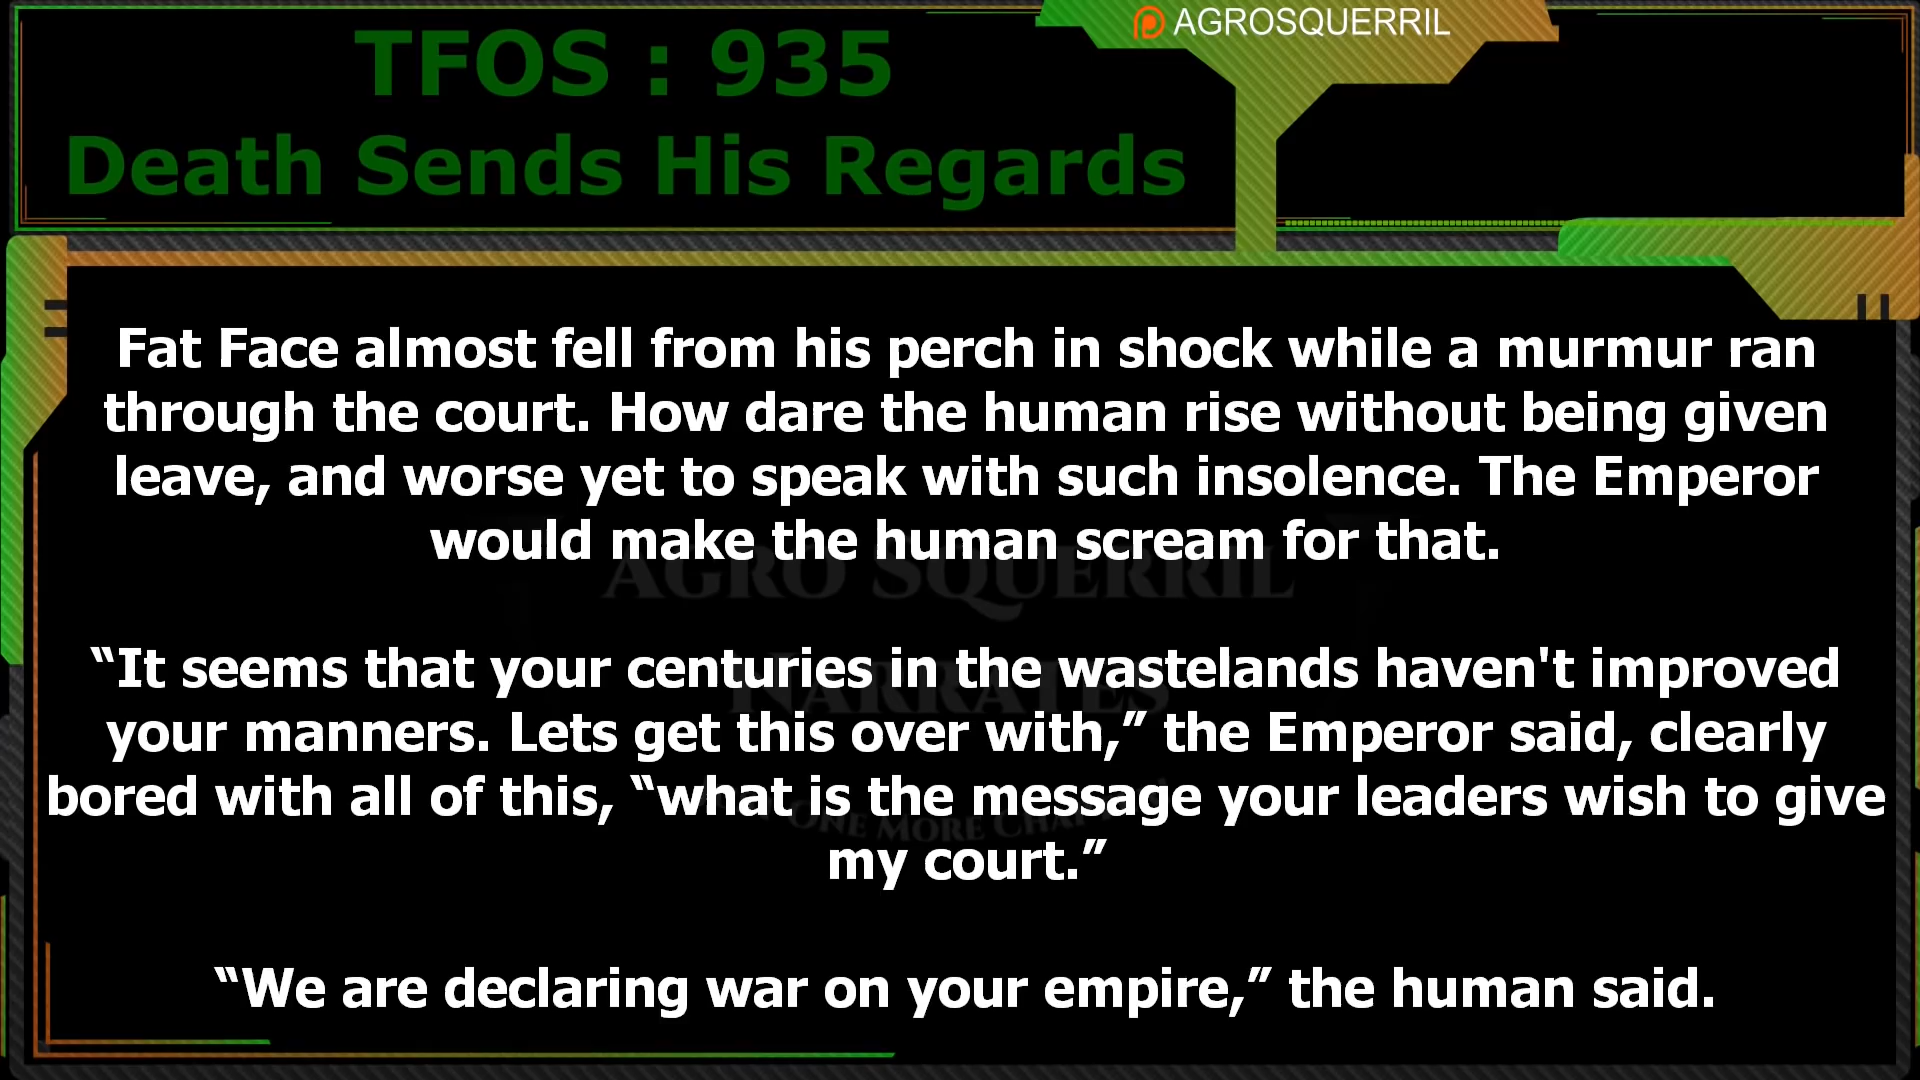 AGROSQUERRIL
TFOS : 935
Death Sends His Regards
Fat Face almost fell from his perch in shock while a murmur ran
through the court. How dare the human rise without being given
leave, and worse yet to speak with such insolence. The Emperor
would make the human scream for that.
AGRO SQUERRIL
“It seems that your centuries in the wastelands haven't improved
NARRATES
your manners. Lets get this over with,” the Emperor said, clearly
bored with all of this, “what is the message your leaders wish to give
ONE MORE
my court.”
“We are declaring war on your empire,” the human said.